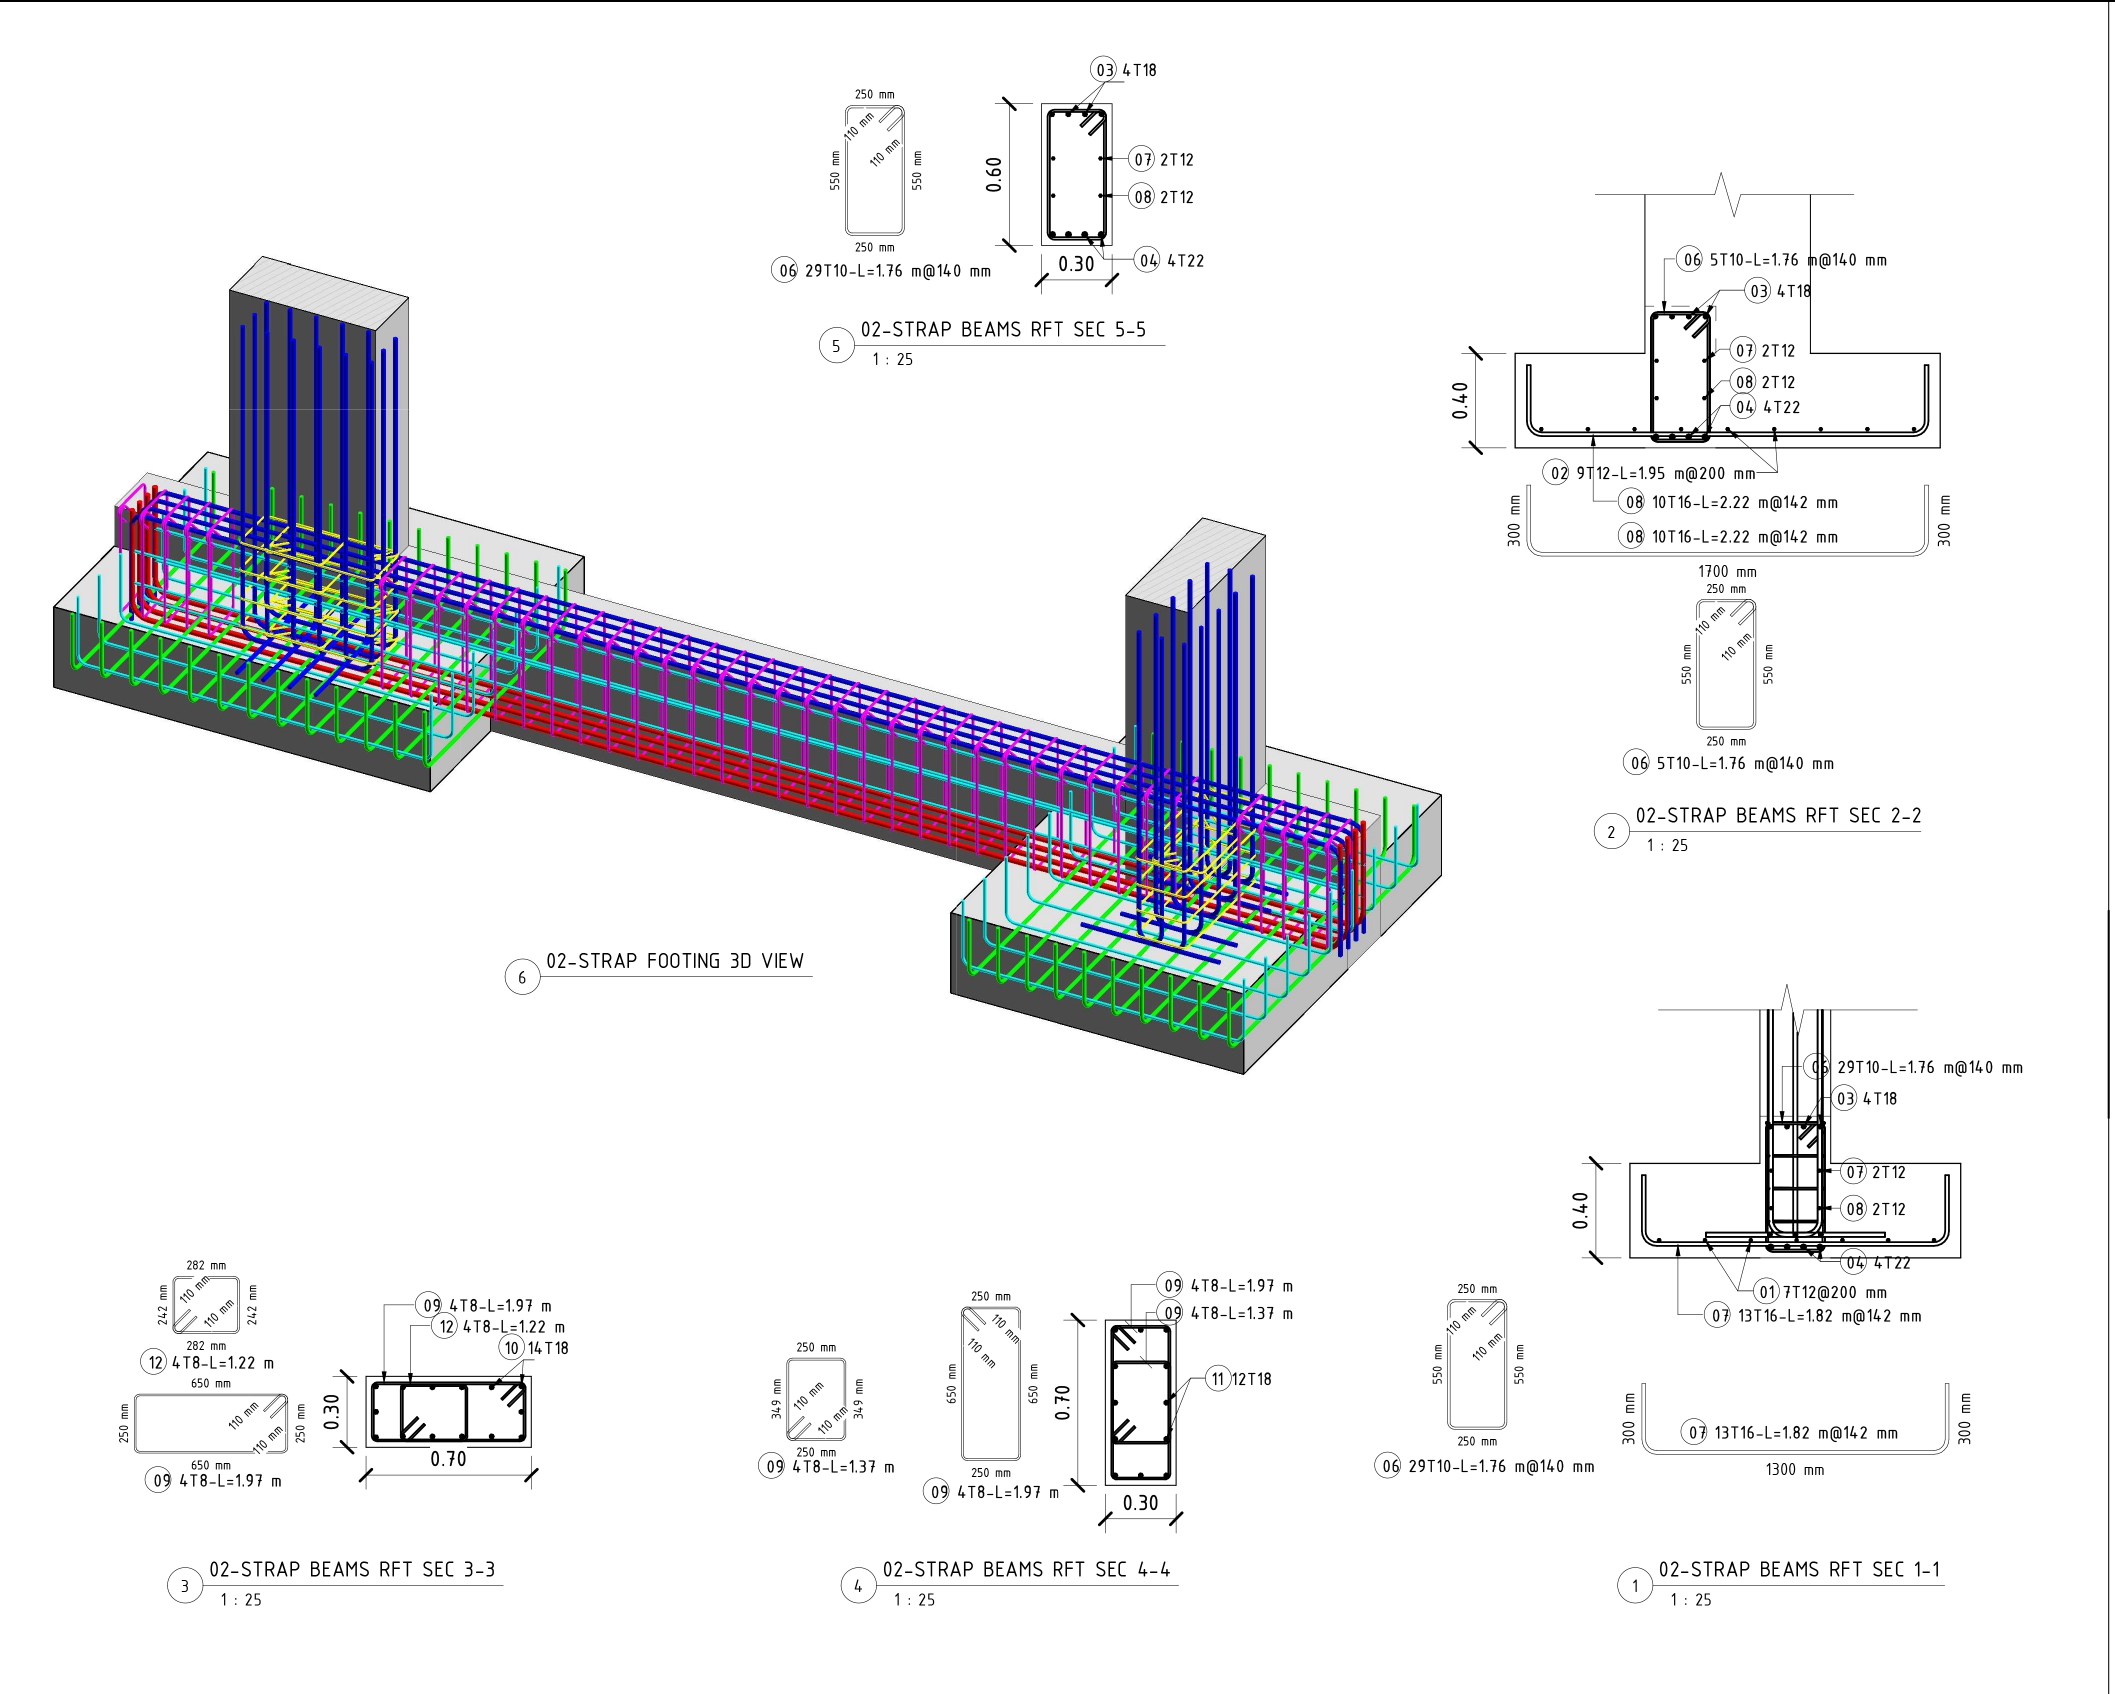 250 mm
110 mm
110 mm
550 mm
550 mm
250 mm
06 29T10-L=1.76 m@140 mm
03 4T18
0.60
07 2T12
08 2T12
04 4T22
0.30
5
02-STRAP BEAMS RFT SEC 5-5
1 : 25
06 5T10-L=1.76 m@140 mm
03 4T18
07 2T12
08 2T12
04 4T22
0.40
02 9T12-L=1.95 m@200 mm
08 10T16-L=2.22 m@142 mm
300 mm
08 10T16-L=2.22 m@142 mm
300 mm
1700 mm
250 mm
110 mm
110 mm
550 mm
550 mm
250 mm
06 5T10-L=1.76 m@140 mm
2
02-STRAP BEAMS RFT SEC 2-2
1 : 25
6
02-STRAP FOOTING 3D VIEW
06 29T10-L=1.76 m@140 mm
03 4T18
0.40
07 2T12
08 2T12
04 4T22
01 7T12@200 mm
07 13T16-L=1.82 m@142 mm
250 mm
110 mm
110 mm
550 mm
550 mm
250 mm
06 29T10-L=1.76 m@140 mm
300 mm
07 13T16-L=1.82 m@142 mm
300 mm
1300 mm
1
02-STRAP BEAMS RFT SEC 1-1
1 : 25
282 mm
242 mm
110 mm
110 mm
242 mm
282 mm
12 4T8-L=1.22 m
650 mm
250 mm
110 mm
110 mm
250 mm
650 mm
09 4T8-L=1.97 m
09 4T8-L=1.97 m
12 4T8-L=1.22 m
10 14T18
0.30
0.70
3
02-STRAP BEAMS RFT SEC 3-3
1 : 25
250 mm
349 mm
110 mm
110 mm
349 mm
250 mm
09 4T8-L=1.37 m
250 mm
110 mm
110 mm
650 mm
650 mm
250 mm
09 4T8-L=1.97 m
09 4T8-L=1.97 m
09 4T8-L=1.37 m
0.70
11 12T18
0.30
4
02-STRAP BEAMS RFT SEC 4-4
1 : 25